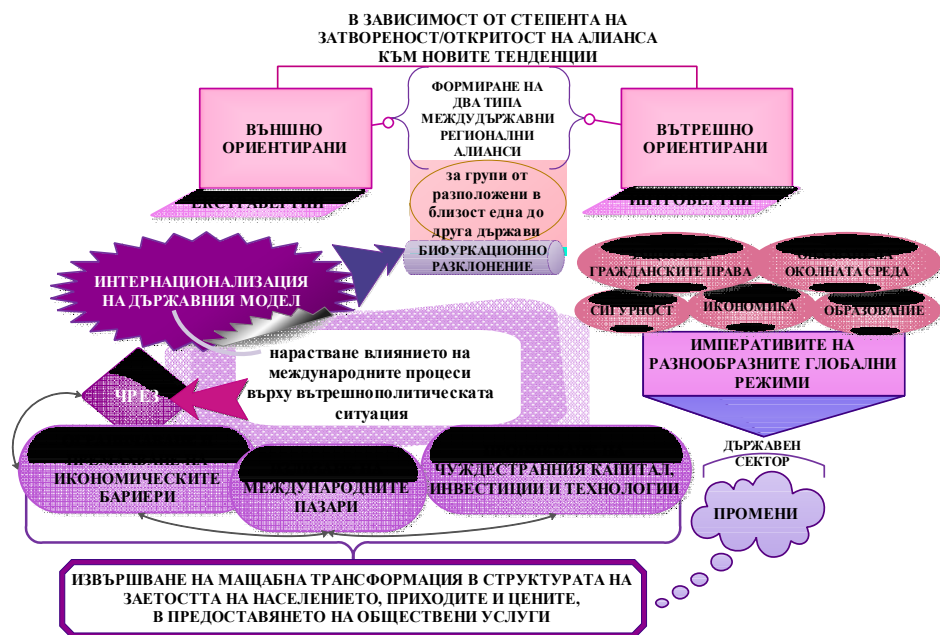 В ЗАВИСИМОСТ ОТ СТЕПЕНТА НА
ЗАТВОРЕНОСТ/ОТКРИТОСТ НА АЛИАНСА
КЪМ НОВИТЕ ТЕНДЕНЦИИ
ВЪНШНО
ОРИЕНТИРАНИ
ЕКСТРАВЕРТНИ
ФОРМИРАНЕ НА
ДВА ТИПА
МЕЖДУДЪРЖАВНИ
РЕГИОНАЛНИ
АЛИАНСИ
ВЪТРЕШНО
ОРИЕНТИРАНИ
ИНТРОВЕРТНИ
за групи от
разположени в
близост една до
друга държави
БИФУРКАЦИОННО
РАЗКЛОНЕНИЕ
ИНТЕРНАЦИОНАЛИЗАЦИЯ
НА ДЪРЖАВНИЯ МОДЕЛ
ГРАЖДАНСКИТЕ ПРАВА
ОКОЛНАТА СРЕДА
СИГУРНОСТ
ИКОНОМИКА
ОБРАЗОВАНИЕ
ИМПЕРАТИВИТЕ НА
РАЗНООБРАЗНИТЕ ГЛОБАЛНИ
РЕЖИМИ
нарастване влиянието на
международните процеси
върху вътрешнополитическата
ситуация
ЧРЕЗ
ИКОНОМИЧЕСКИТЕ
БАРИЕРИ
МЕЖДУНАРОДНИТЕ
ПАЗАРИ
ЧУЖДЕСТРАННИЯ КАПИТАЛ,
ИНВЕСТИЦИИ И ТЕХНОЛОГИИ
ДЪРЖАВЕН
СЕКТОР
ПРОМЕНИ
ИЗВЪРШВАНЕ НА МАЩАБНА ТРАНСФОРМАЦИЯ В СТРУКТУРАТА НА
ЗАЕТОСТТА НА НАСЕЛЕНИЕТО, ПРИХОДИТЕ И ЦЕНИТЕ,
В ПРЕДОСТАВЯНЕТО НА ОБЩЕСТВЕНИ УСЛУГИ